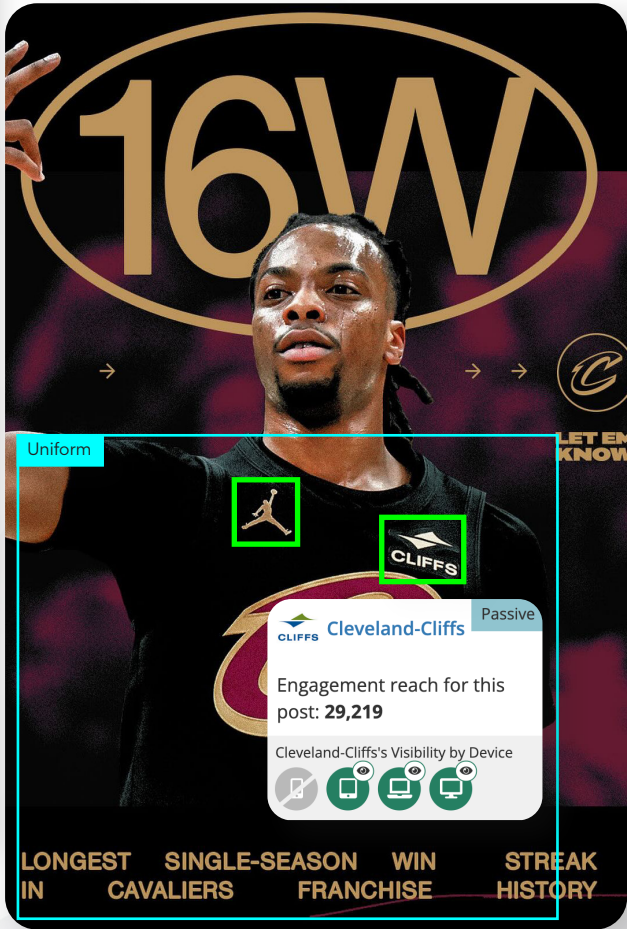 16W
LET EM
KNOW
Uniform
CLIFFS
Passive
CLIFFS
Cleveland-Cliffs
Engagement reach for this
post: 29,219
Cleveland-Cliffs's Visibility by Device
LONGEST SINGLE-SEASON WIN STREAK
IN CAVALIERS FRANCHISE HISTORY